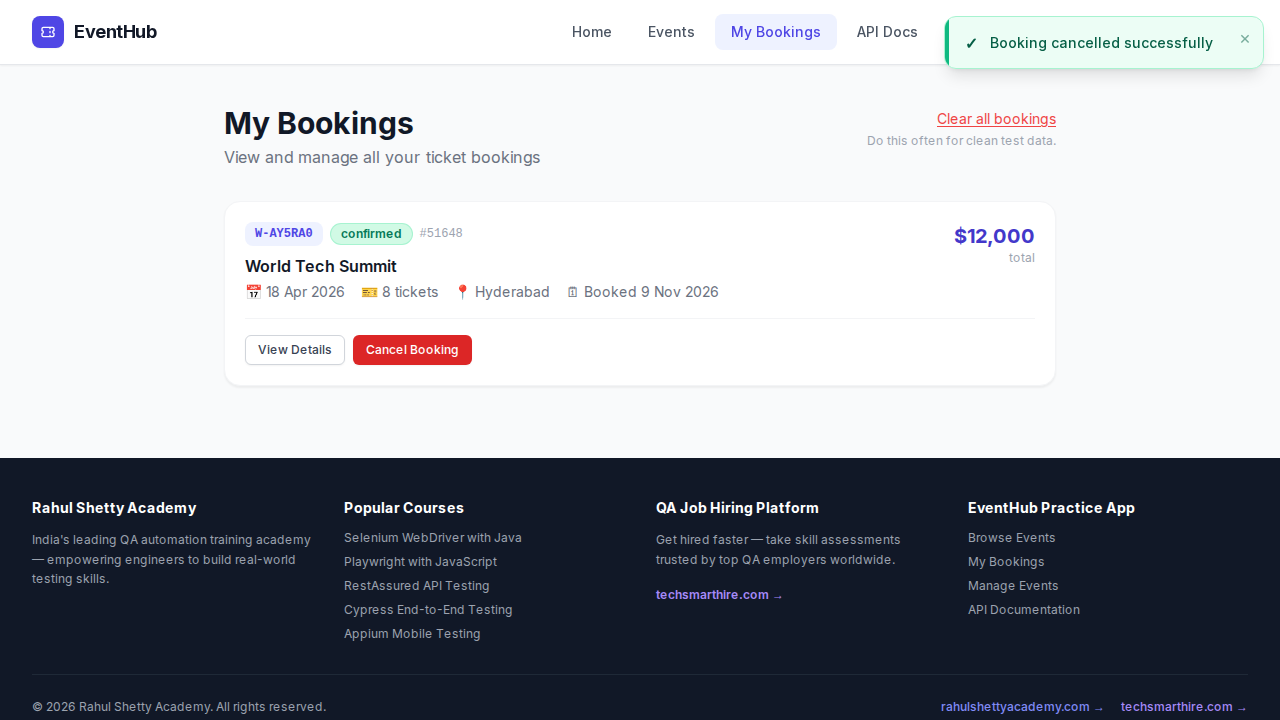 EventHub
Home
Events
My Bookings
API Docs
✓ Booking cancelled successfully ×
My Bookings
View and manage all your ticket bookings
Clear all bookings
Do this often for clean test data.
W-AY5RA0 confirmed #51648
$12,000
total
World Tech Summit
📅 18 Apr 2026 🎫 8 tickets 📍 Hyderabad 🗓 Booked 9 Nov 2026
View Details
Cancel Booking
Rahul Shetty Academy
India's leading QA automation training academy
— empowering engineers to build real-world
testing skills.
Popular Courses
Selenium WebDriver with Java
Playwright with JavaScript
RestAssured API Testing
Cypress End-to-End Testing
Appium Mobile Testing
QA Job Hiring Platform
Get hired faster — take skill assessments
trusted by top QA employers worldwide.
techsmarthire.com →
EventHub Practice App
Browse Events
My Bookings
Manage Events
API Documentation
© 2026 Rahul Shetty Academy. All rights reserved.
rahulshettyacademy.com →
techsmarthire.com →